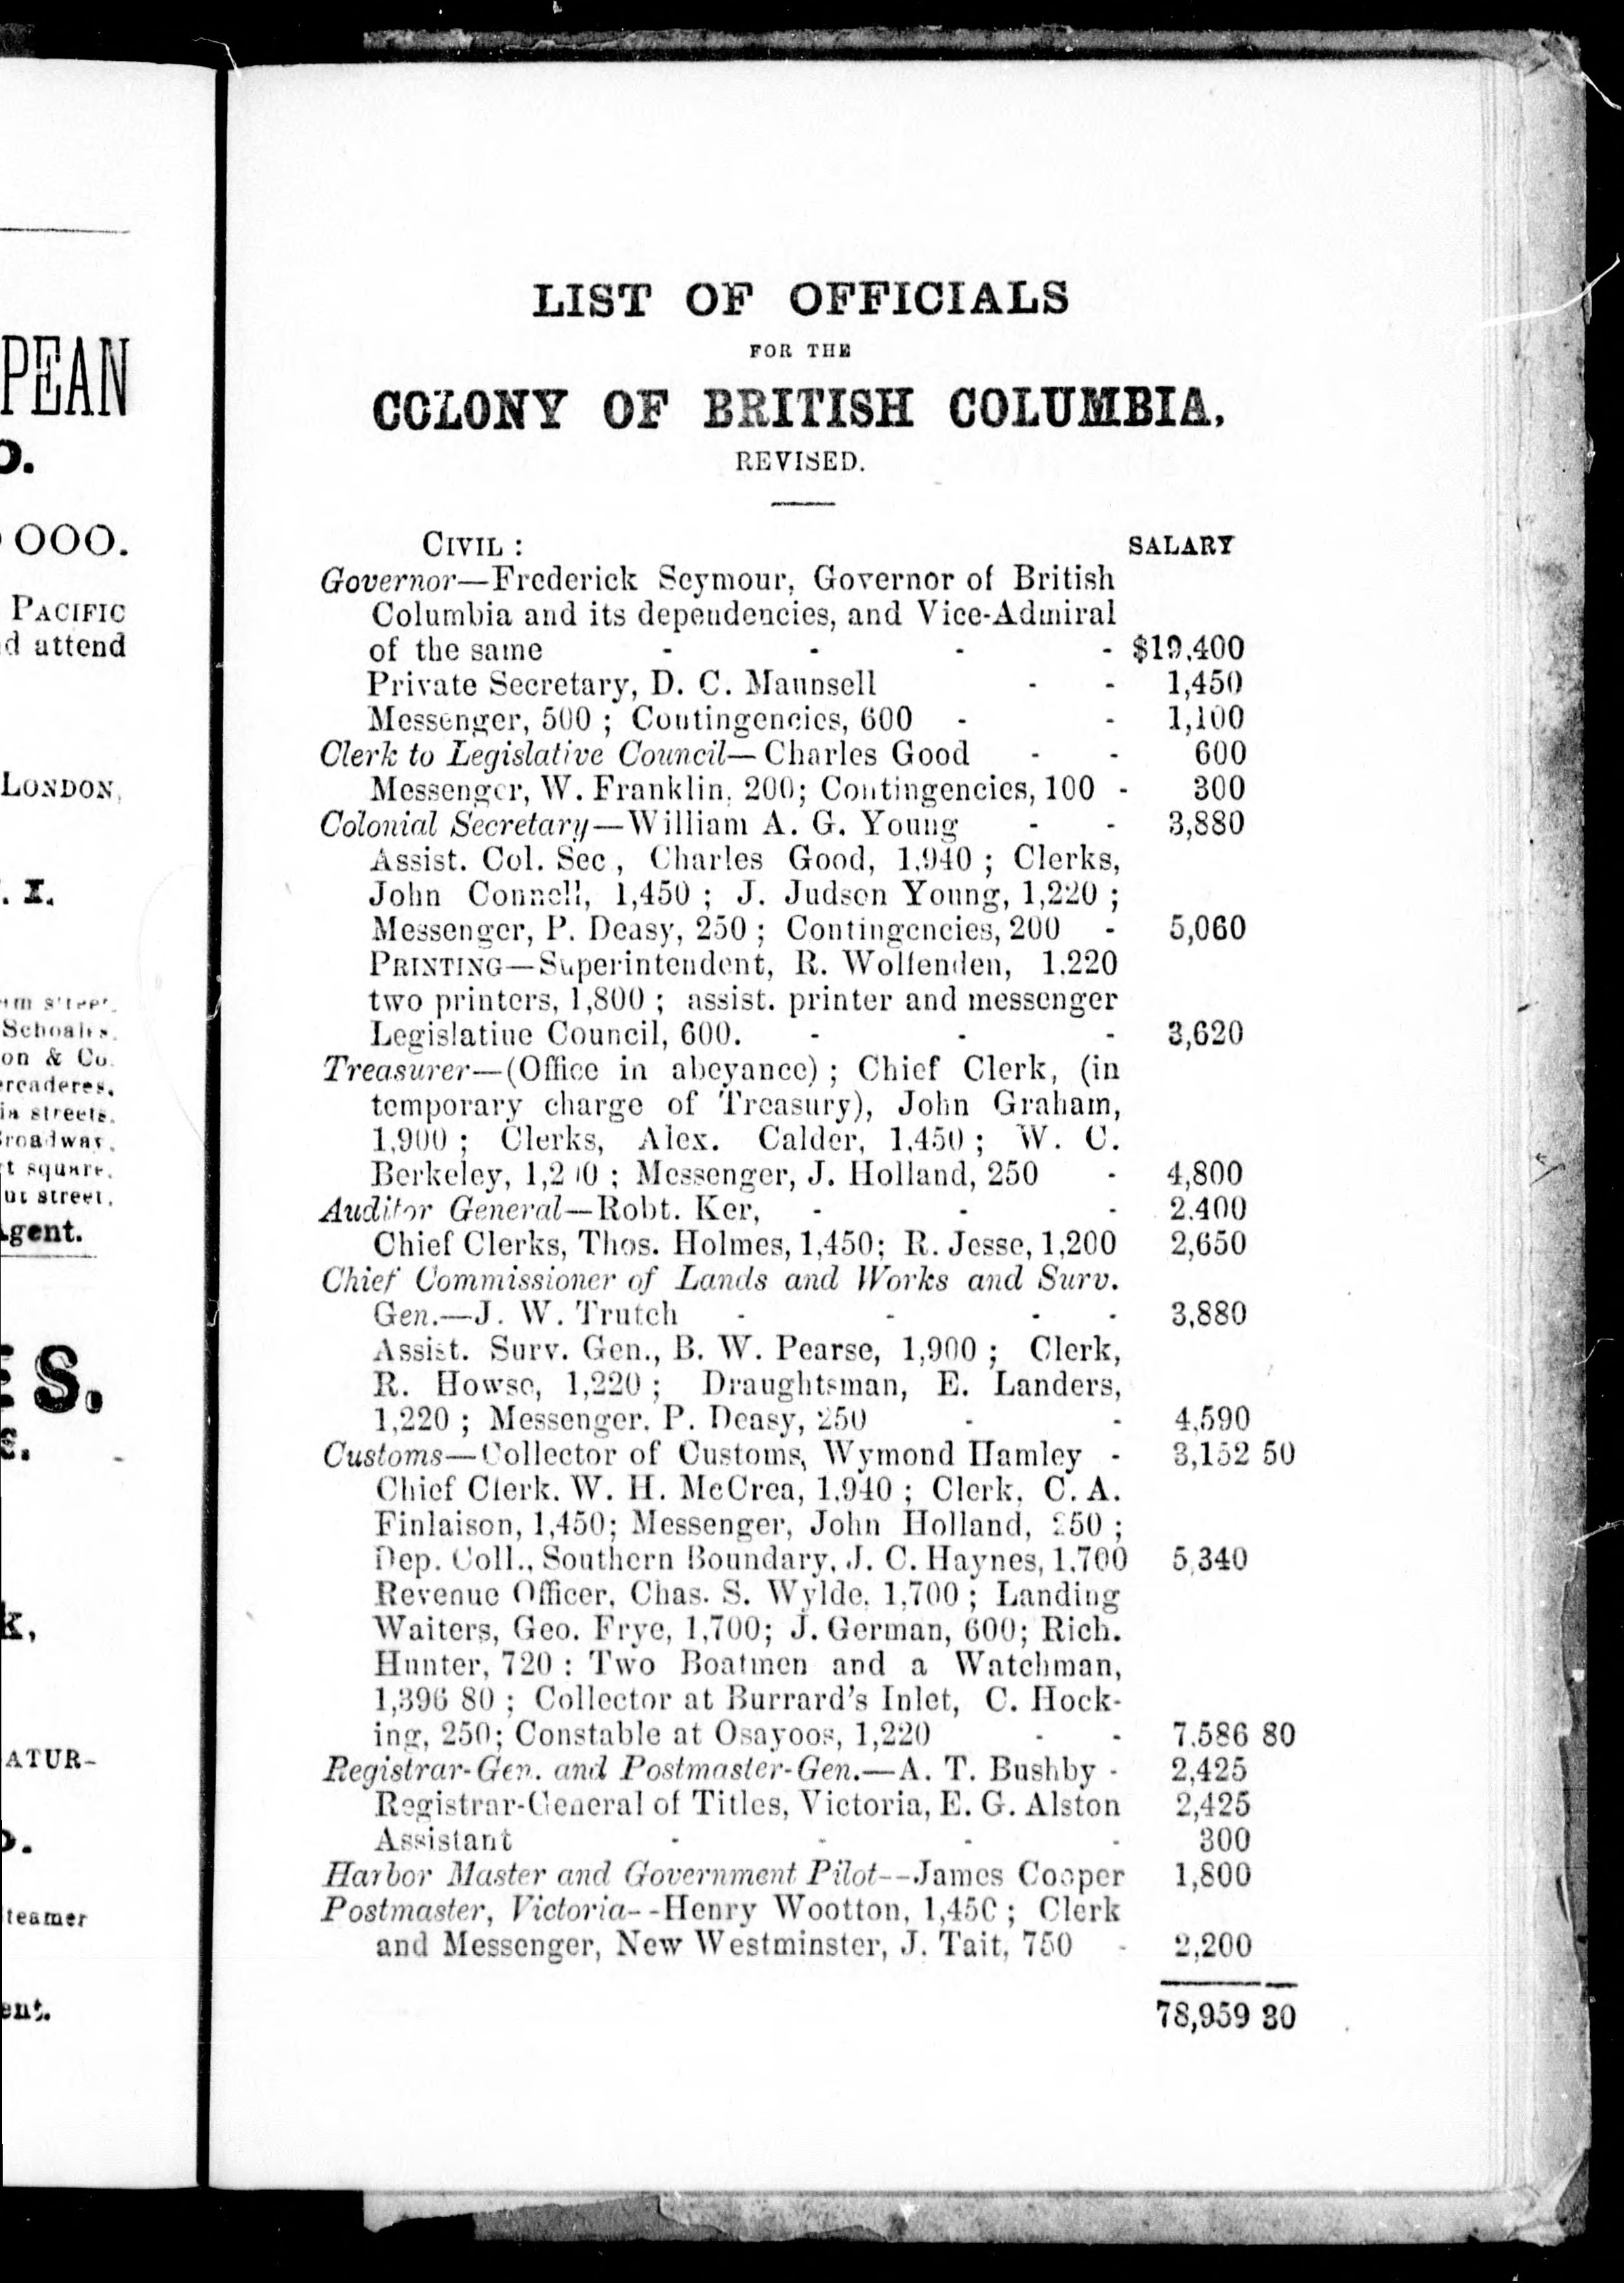 PEAN
000.
PACIFIC
d attend
LONDON,
. I.
street.
Schoales.
on & Co.
ercaderes,
streets.
Broadway.
t square.
street,
Agent.
ES.
k,
ATUR-
teamer
ent.
LIST OF OFFICIALS
FOR THE
COLONY OF BRITISH COLUMBIA.
REVISED.
CIVIL : SALARY
Governor—Frederick Seymour, Governor of British
Columbia and its dependencies, and Vice-Admiral
of the same - - - - $19,400
Private Secretary, D. C. Maunsell - - 1,450
Messenger, 500 ; Contingencies, 600 - - 1,100
Clerk to Legislative Council—Charles Good - - 600
Messenger, W. Franklin, 200; Contingencies, 100 - 300
Colonial Secretary—William A. G. Young - - 3,880
Assist. Col. Sec , Charles Good, 1,940 ; Clerks,
John Connell, 1,450 ; J. Judson Young, 1,220 ;
Messenger, P. Deasy, 250 ; Contingencies, 200 - 5,060
PRINTING—Superintendent, R. Wolfenden, 1.220
two printers, 1,800 ; assist. printer and messenger
Legislatiue Council, 600. - - - 3,620
Treasurer—(Office in abeyance) ; Chief Clerk, (in
temporary charge of Treasury), John Graham,
1,900 ; Clerks, Alex. Calder, 1,450 ; W. C.
Berkeley, ; Messenger, J. Holland, 250 - 4,800
Auditor General—Robt. Ker, - - - 2.400
Chief Clerks, Thos. Holmes, 1,450; R. Jesse, 1,200 2,650
Chief Commissioner of Lands and Works and Surv.
Gen.—J. W. Trutch - - - - 3,880
Assist. Surv. Gen., B. W. Pearse, 1,900 ; Clerk,
R. Howse, 1,220 ; Draughtsman, E. Landers,
1,220 ; Messenger, P. Deasy, 250 - - 4,590
Customs—Collector of Customs, Wymond Hamley - 3,152 50
Chief Clerk. W. H. McCrea, 1,940 ; Clerk, C. A.
Finlaison, 1,450; Messenger, John Holland, 250 ;
Dep. Coll., Southern Boundary, J. C. Haynes, 1.700 5,340
Revenue Officer, Chas. S. Wylde, 1,700 ; Landing
Waiters, Geo. Frye, 1,700; J. German, 600; Rich.
Hunter, 720 : Two Boatmen and a Watchman,
1,396 80 ; Collector at Burrard's Inlet, C. Hock-
ing, 250; Constable at Osayoos, 1,220 - - 7.586 80
Registrar-Gen. and Postmaster-Gen.—A. T. Bushby - 2,425
Registrar-General of Titles, Victoria, E. G. Alston 2,425
Assistant - - - - 300
Harbor Master and Government Pilot--James Cooper 1,800
Postmaster, Victoria--Henry Wootton, 1,450 ; Clerk
and Messenger, New Westminster, J. Tait, 750 - 2,200
78,959 30